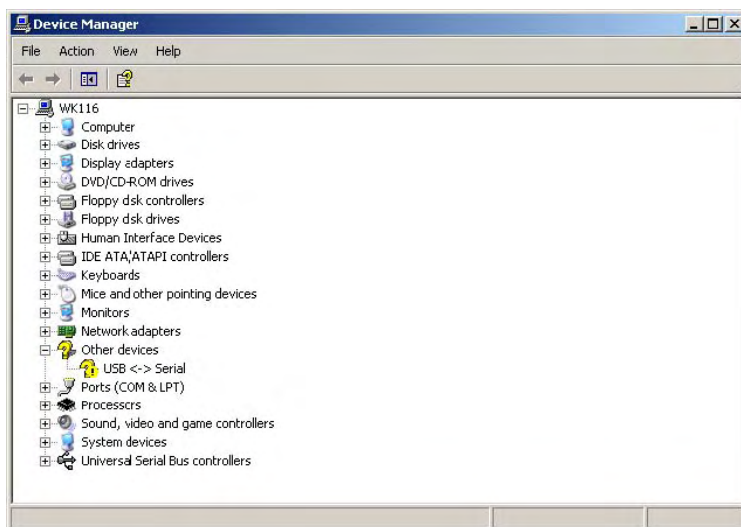 Device Manager
File Action View Help
WK116
Computer
Disk drives
Display adapters
DVD/CD-ROM drives
Floppy disk controllers
Floppy disk drives
Human Interface Devices
IDE ATA/ATAPI controllers
Keyboards
Mice and other pointing devices
Monitors
Network adapters
Other devices
USB <-> Serial
Ports (COM & LPT)
Processors
Sound, video and game controllers
System devices
Universal Serial Bus controllers